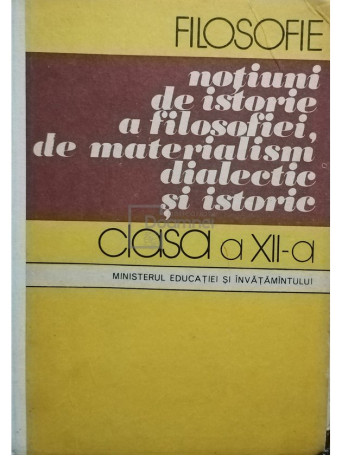 FILOSOFIE
noțiuni
de istorie
a filosofiei,
de materialism
dialectic
și istoric
clasa a XII-a
MINISTERUL EDUCAȚIEI ȘI ÎNVĂȚĂMÎNTULUI